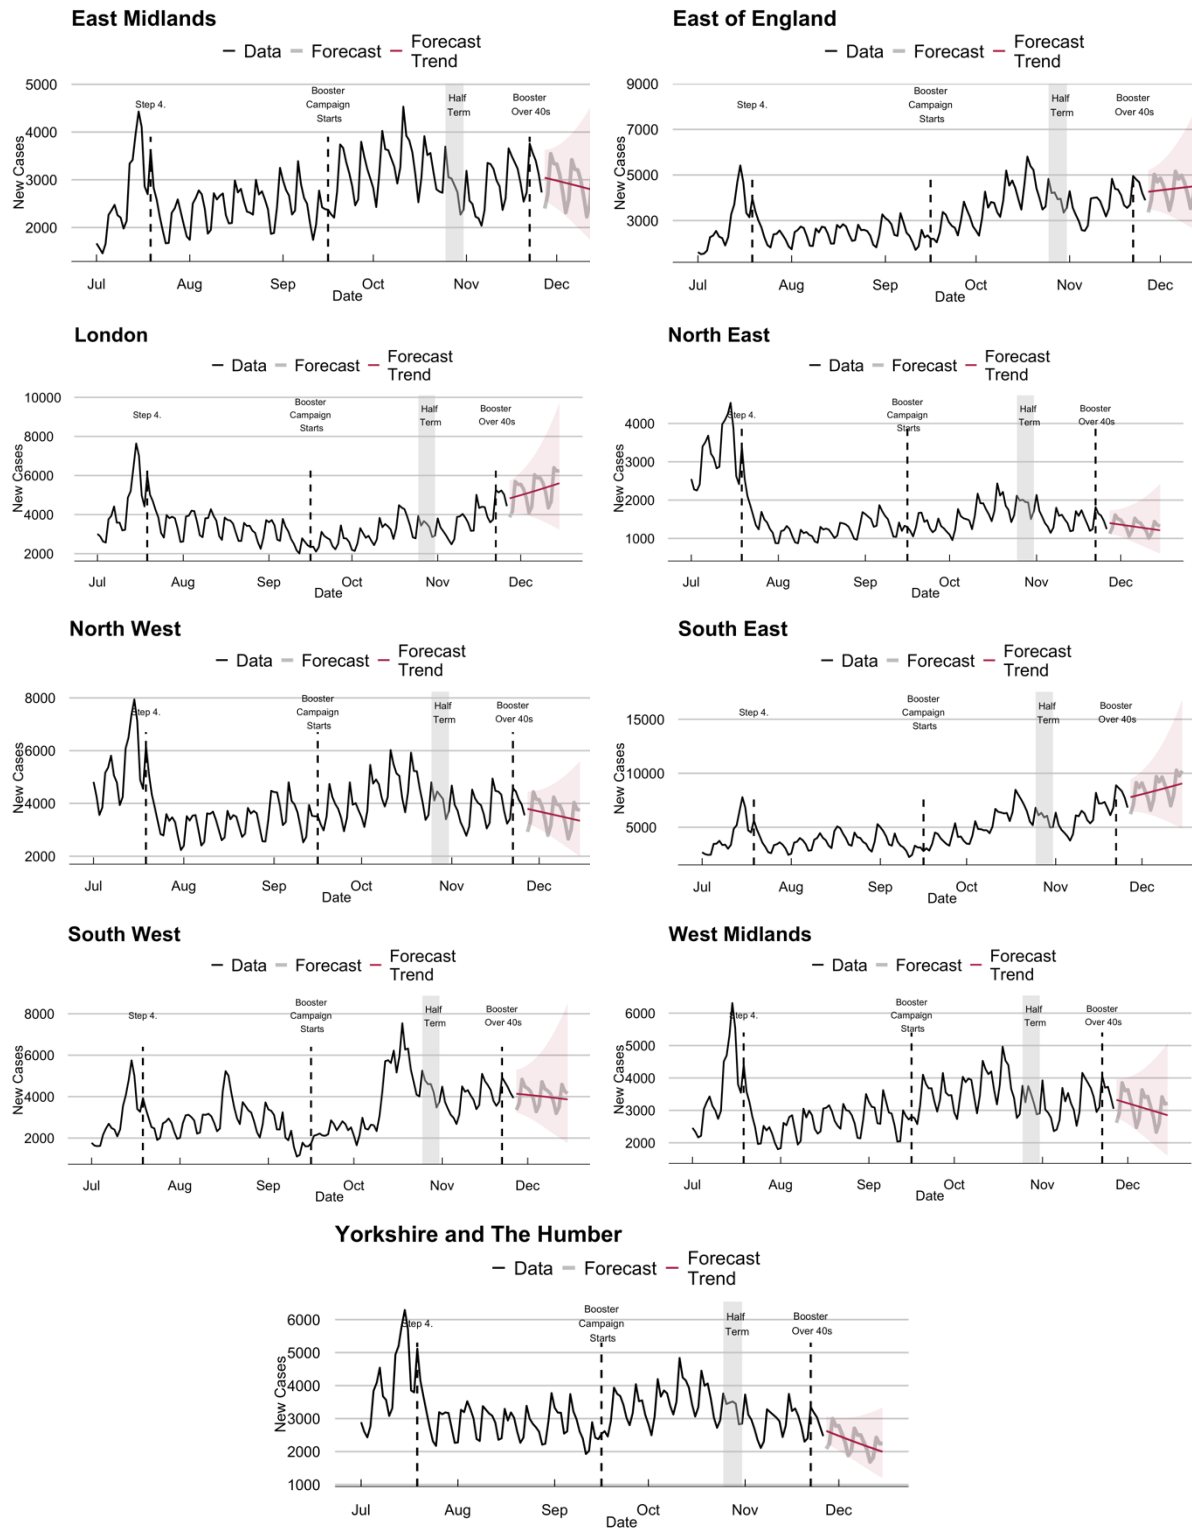 East Midlands
Data Forecast Forecast
Trend
New Cases
5000
4000
3000
2000
Step 4.
Booster
Campaign
Starts
Half
Term
Booster
Over 40s
Jul Aug Sep Oct Nov Dec
Date
East of England
Data Forecast Forecast
Trend
New Cases
9000
7000
5000
3000
Step 4.
Booster
Campaign
Starts
Half
Term
Booster
Over 40s
Jul Aug Sep Oct Nov Dec
Date
London
Data Forecast Forecast
Trend
New Cases
10000
8000
6000
4000
2000
Step 4.
Booster
Campaign
Starts
Half
Term
Booster
Over 40s
Jul Aug Sep Oct Nov Dec
Date
North East
Data Forecast Forecast
Trend
New Cases
4000
3000
2000
1000
Step 4.
Booster
Campaign
Starts
Half
Term
Booster
Over 40s
Jul Aug Sep Oct Nov Dec
Date
North West
Data Forecast Forecast
Trend
New Cases
8000
6000
4000
2000
Step 4.
Booster
Campaign
Starts
Half
Term
Booster
Over 40s
Jul Aug Sep Oct Nov Dec
Date
South East
Data Forecast Forecast
Trend
New Cases
15000
10000
5000
Step 4.
Booster
Campaign
Starts
Half
Term
Booster
Over 40s
Jul Aug Sep Oct Nov Dec
Date
South West
Data Forecast Forecast
Trend
New Cases
8000
6000
4000
2000
Step 4.
Booster
Campaign
Starts
Half
Term
Booster
Over 40s
Jul Aug Sep Oct Nov Dec
Date
West Midlands
Data Forecast Forecast
Trend
New Cases
6000
5000
4000
3000
2000
Step 4.
Booster
Campaign
Starts
Half
Term
Booster
Over 40s
Jul Aug Sep Oct Nov Dec
Date
Yorkshire and The Humber
Data Forecast Forecast
Trend
New Cases
6000
5000
4000
3000
2000
1000
Step 4.
Booster
Campaign
Starts
Half
Term
Booster
Over 40s
Jul Aug Sep Oct Nov Dec
Date